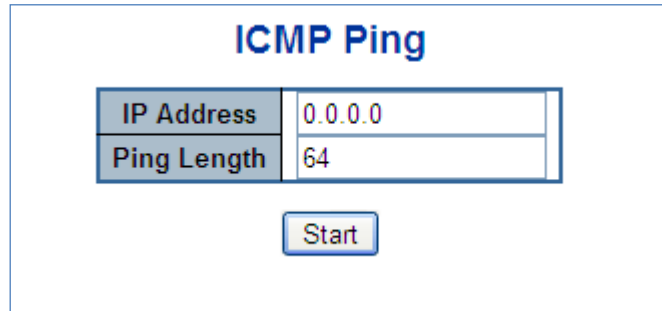 ICMP Ping
IP Address 0.0.0.0
Ping Length 64
Start